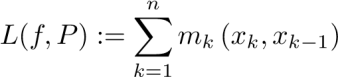 L(f, P) := \sum_{k=1}^{n} m_k (x_k, x_{k-1})